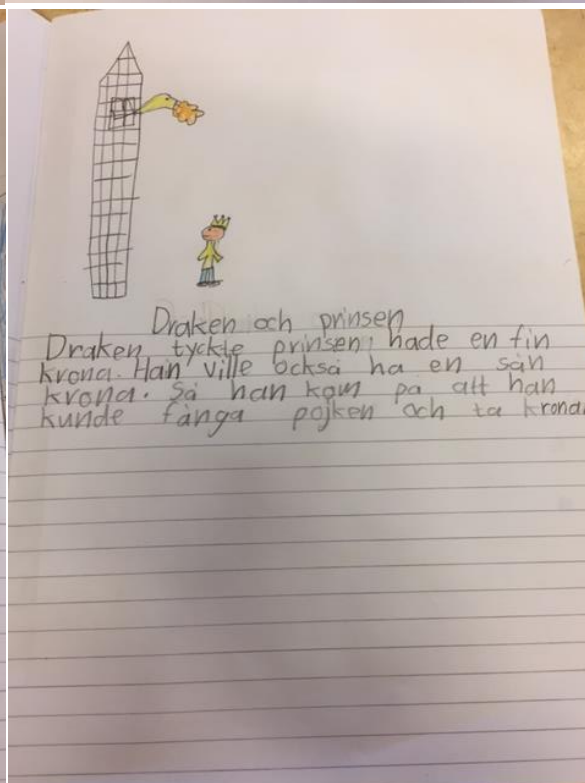 Draken och prinsen
Draken tyckte prinsen hade en fin
krona. Han ville också ha en sån
krona. Så han kom på att han
kunde fånga pojken och ta krona